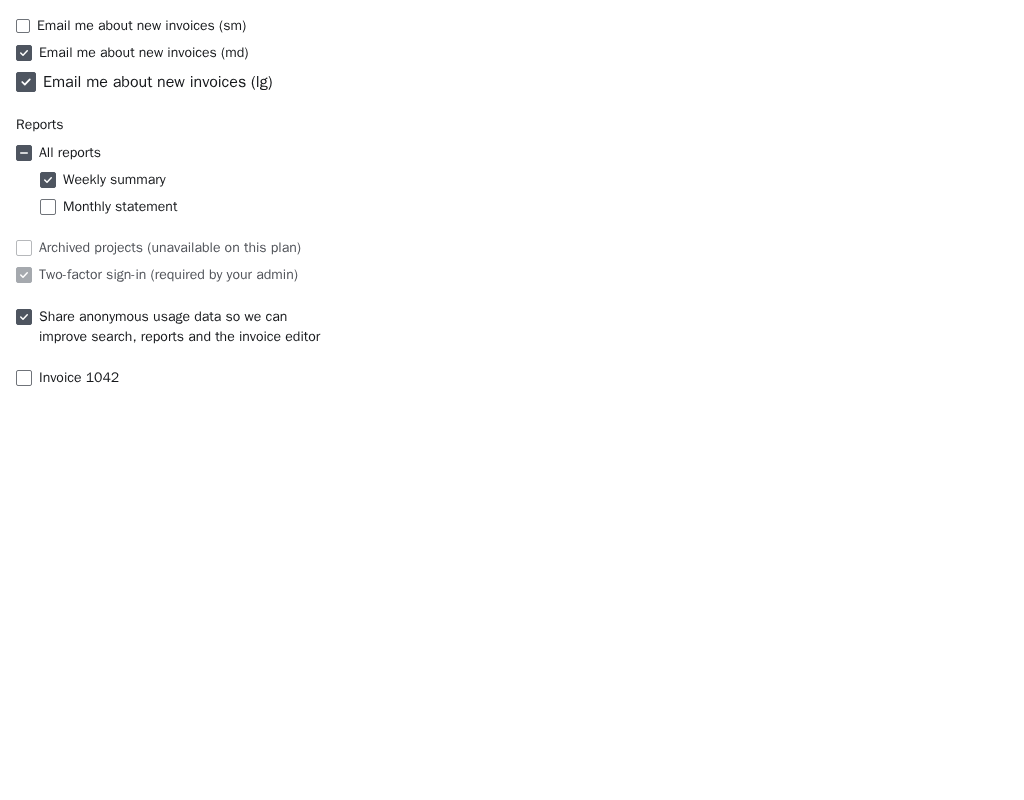 Email me about new invoices (sm)
Email me about new invoices (md)
Email me about new invoices (lg)
Reports
All reports
Weekly summary
Monthly statement
Archived projects (unavailable on this plan)
Two-factor sign-in (required by your admin)
Share anonymous usage data so we can
improve search, reports and the invoice editor
Invoice 1042